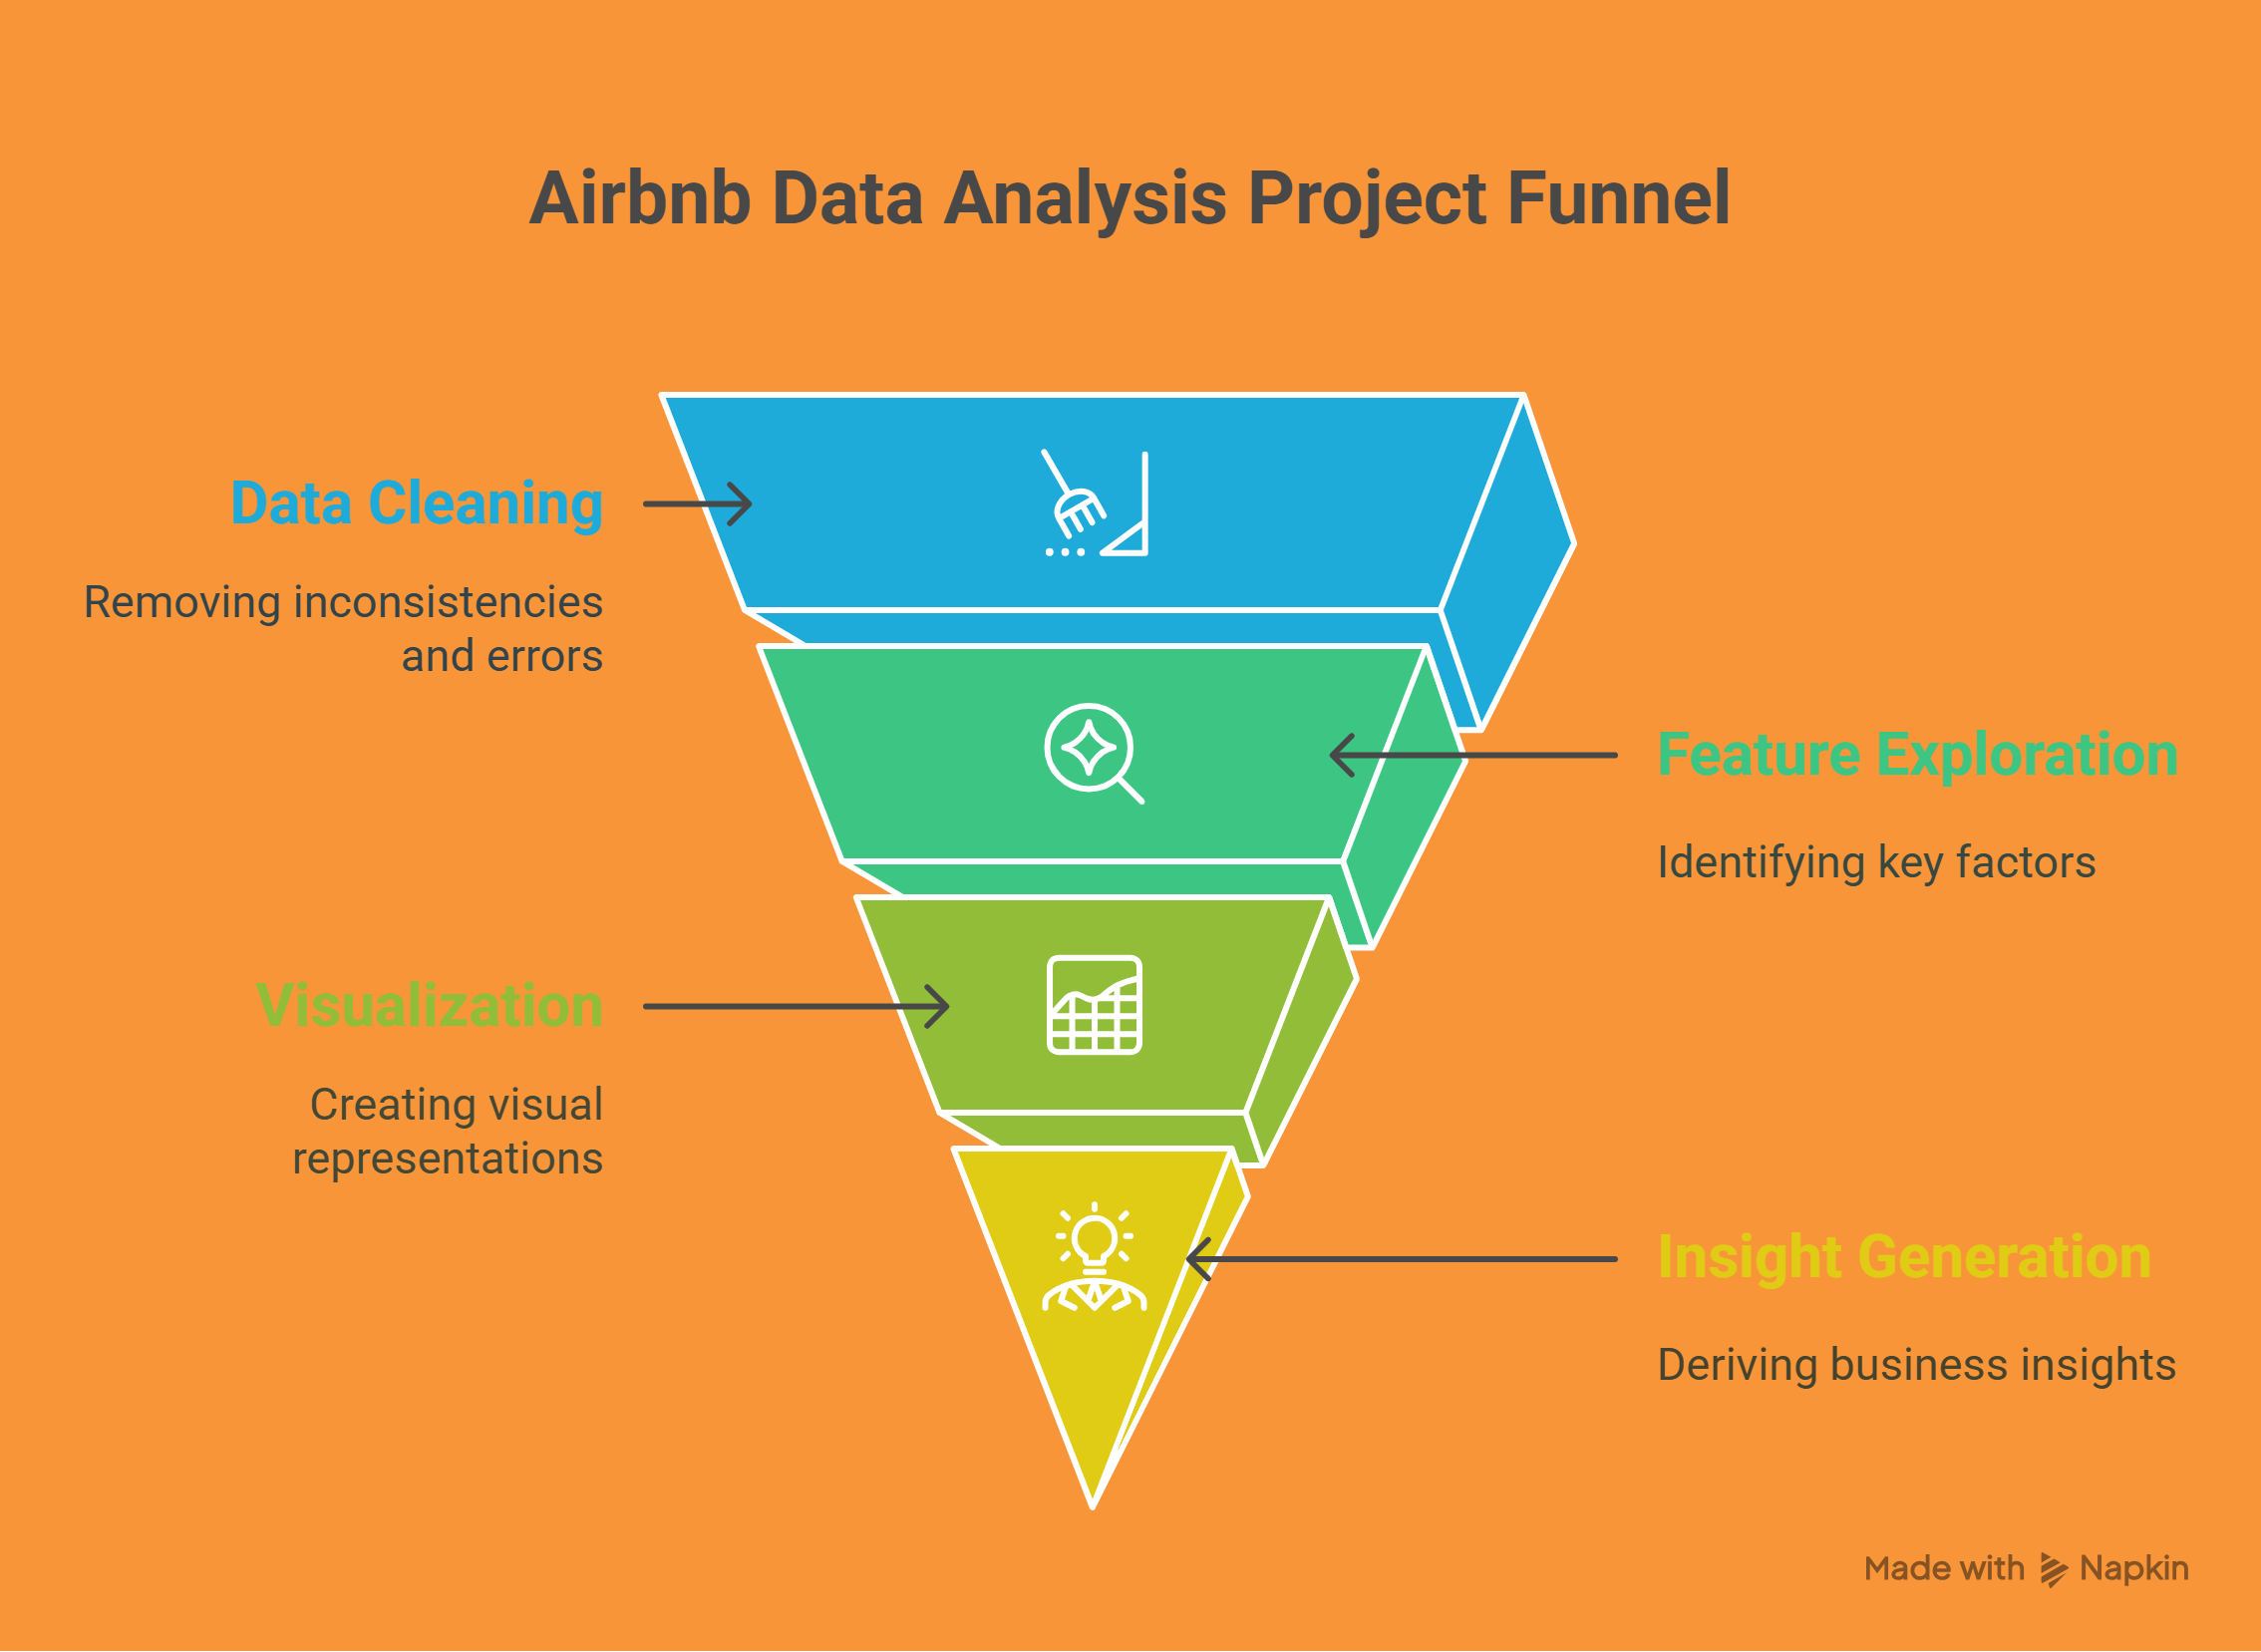 Airbnb Data Analysis Project Funnel
Data Cleaning
Removing inconsistencies
and errors
Feature Exploration
Identifying key factors
Visualization
Creating visual
representations
Insight Generation
Deriving business insights
Made with Napkin